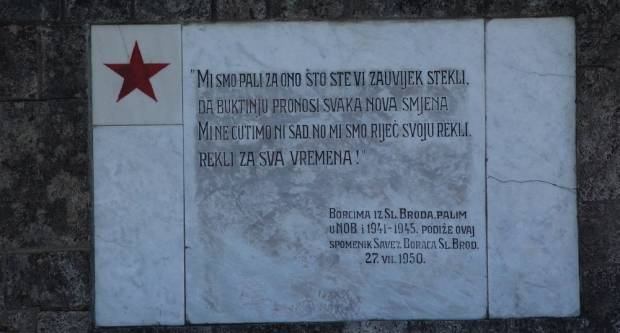 "MI SMO PALI ZA ONO ŠTO STE VI ZAUVIJEK STEKLI,
DA BUKTINJU PRONOSI SVAKA NOVA SMJENA
MI NE ĆUTIMO NI SAD. NO MI SMO RIJEČ SVOJU REKLI.
REKLI ZA SVA VREMENA!"
BORCIMA IZ SL. BRODA, PALIM
U NOB. I 1941-1945. PODIŽE OVAJ
SPOMENIK SAVEZ BORACA SL. BROD.
27. VII. 1950.